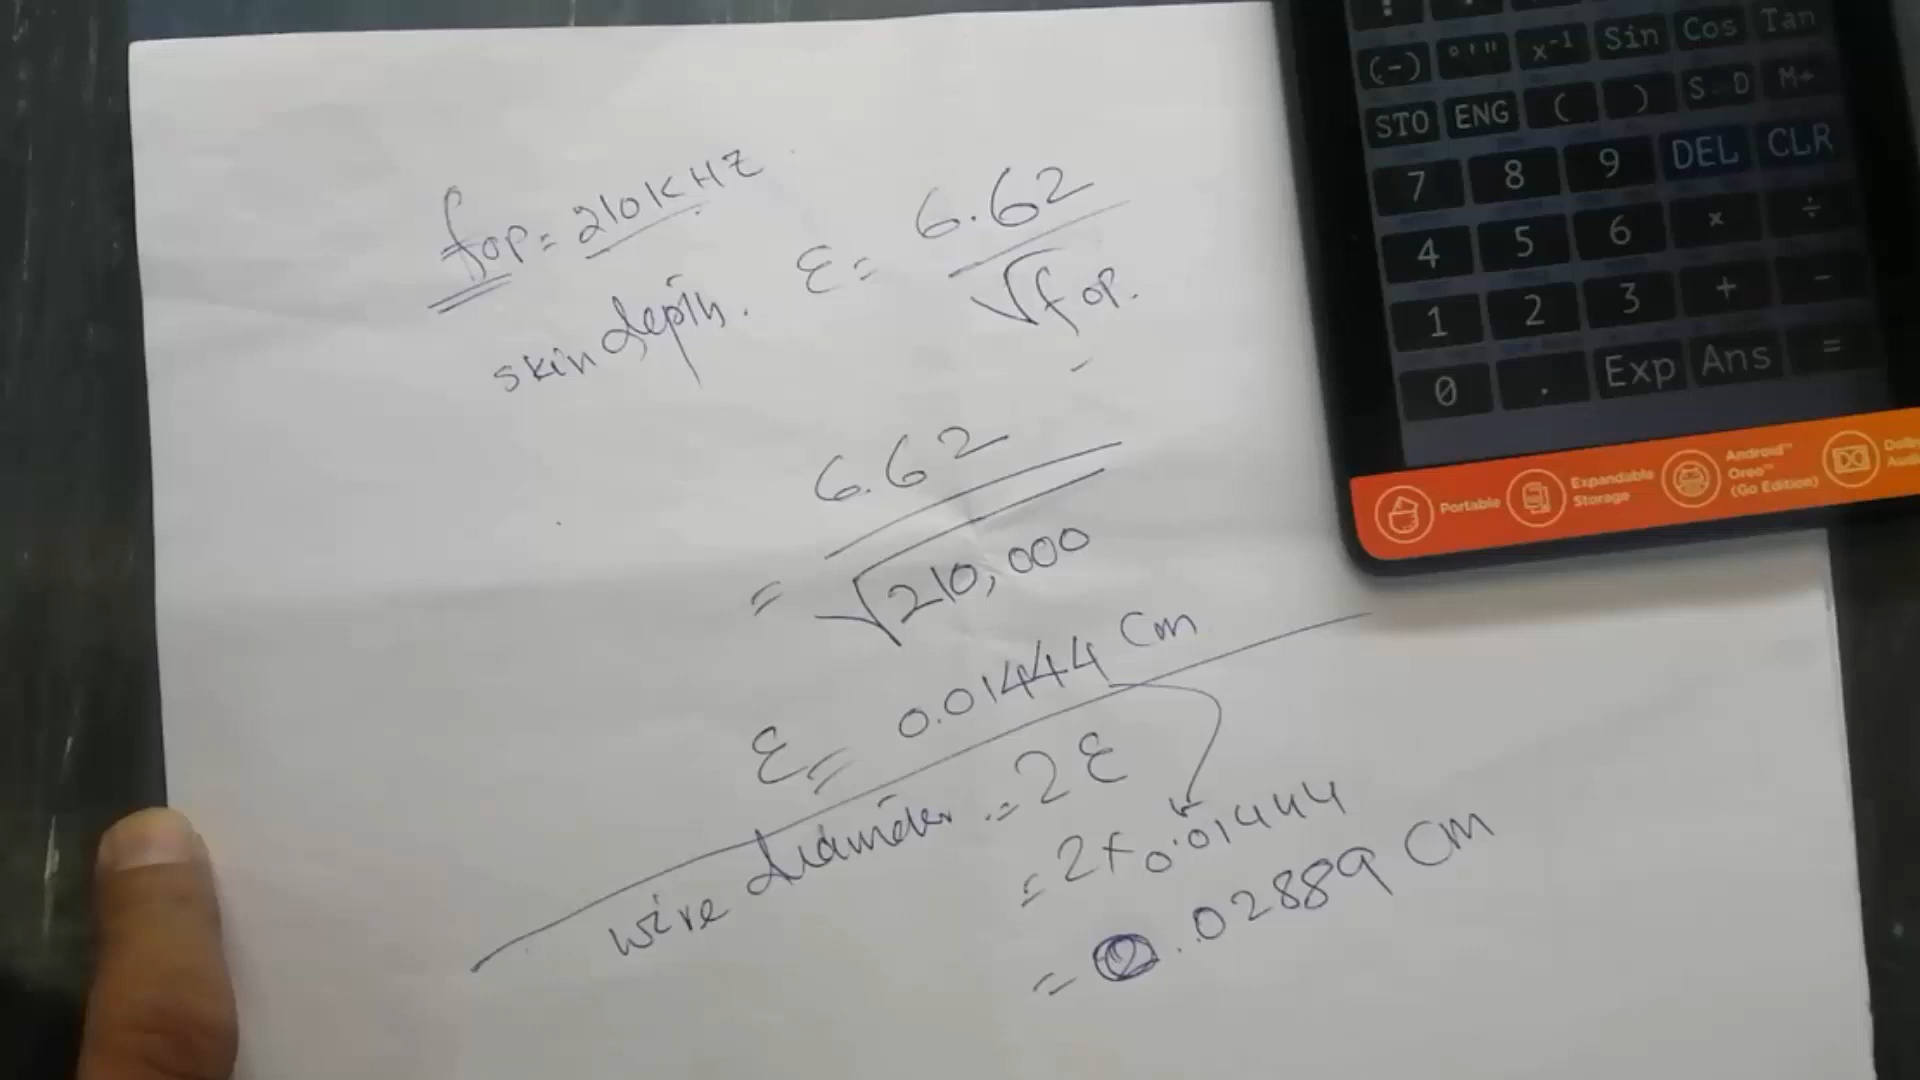 fop = 210KHZ
skin depth. ε = 6.62 / √fop.
= 6.62 / √210,000
ε = 0.01444 Cm
wire diameter = 2ε
= 2×0.01444
= 0.02889 Cm
(-) °'" x⁻¹ Sin Cos Tan
STO ENG ( ) S D M+
7 8 9 DEL CLR
4 5 6 × ÷
1 2 3 + -
0 . Exp Ans =
Portable
Expandable
Storage
Android™
Oreo™
(Go Edition)